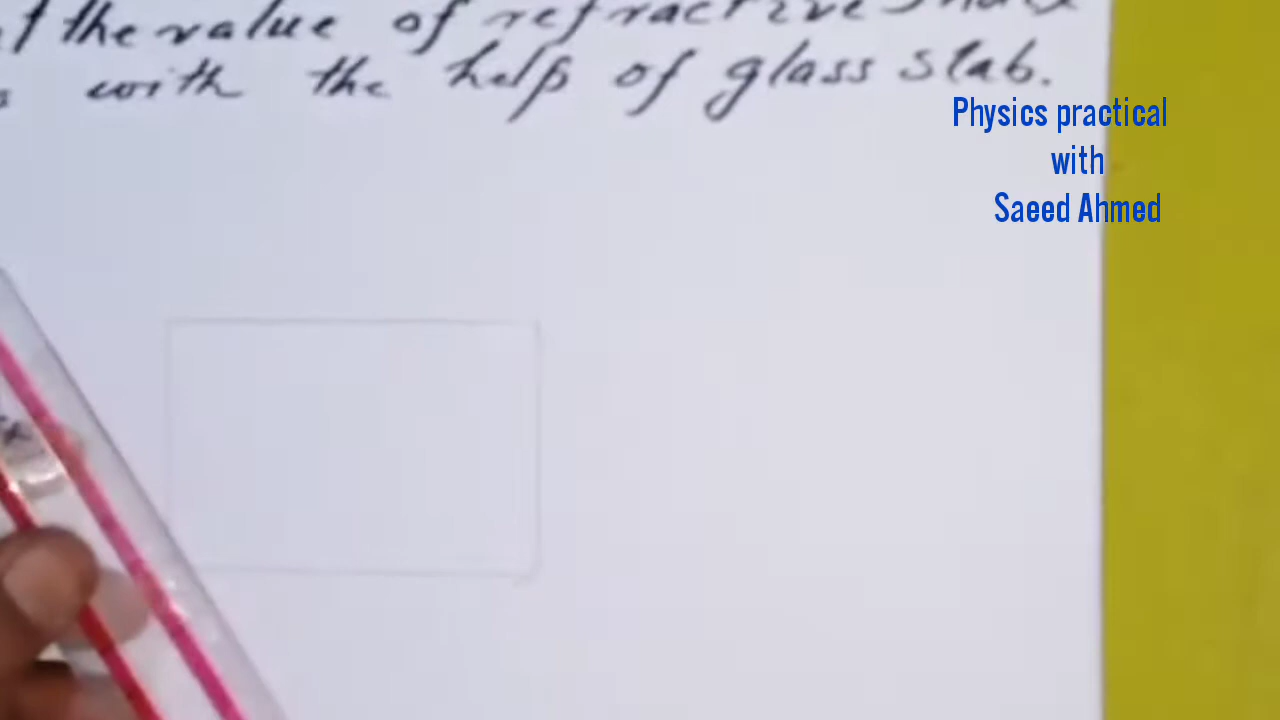 the value of refractive
with the help of glass slab.
Physics practical
with
Saeed Ahmed